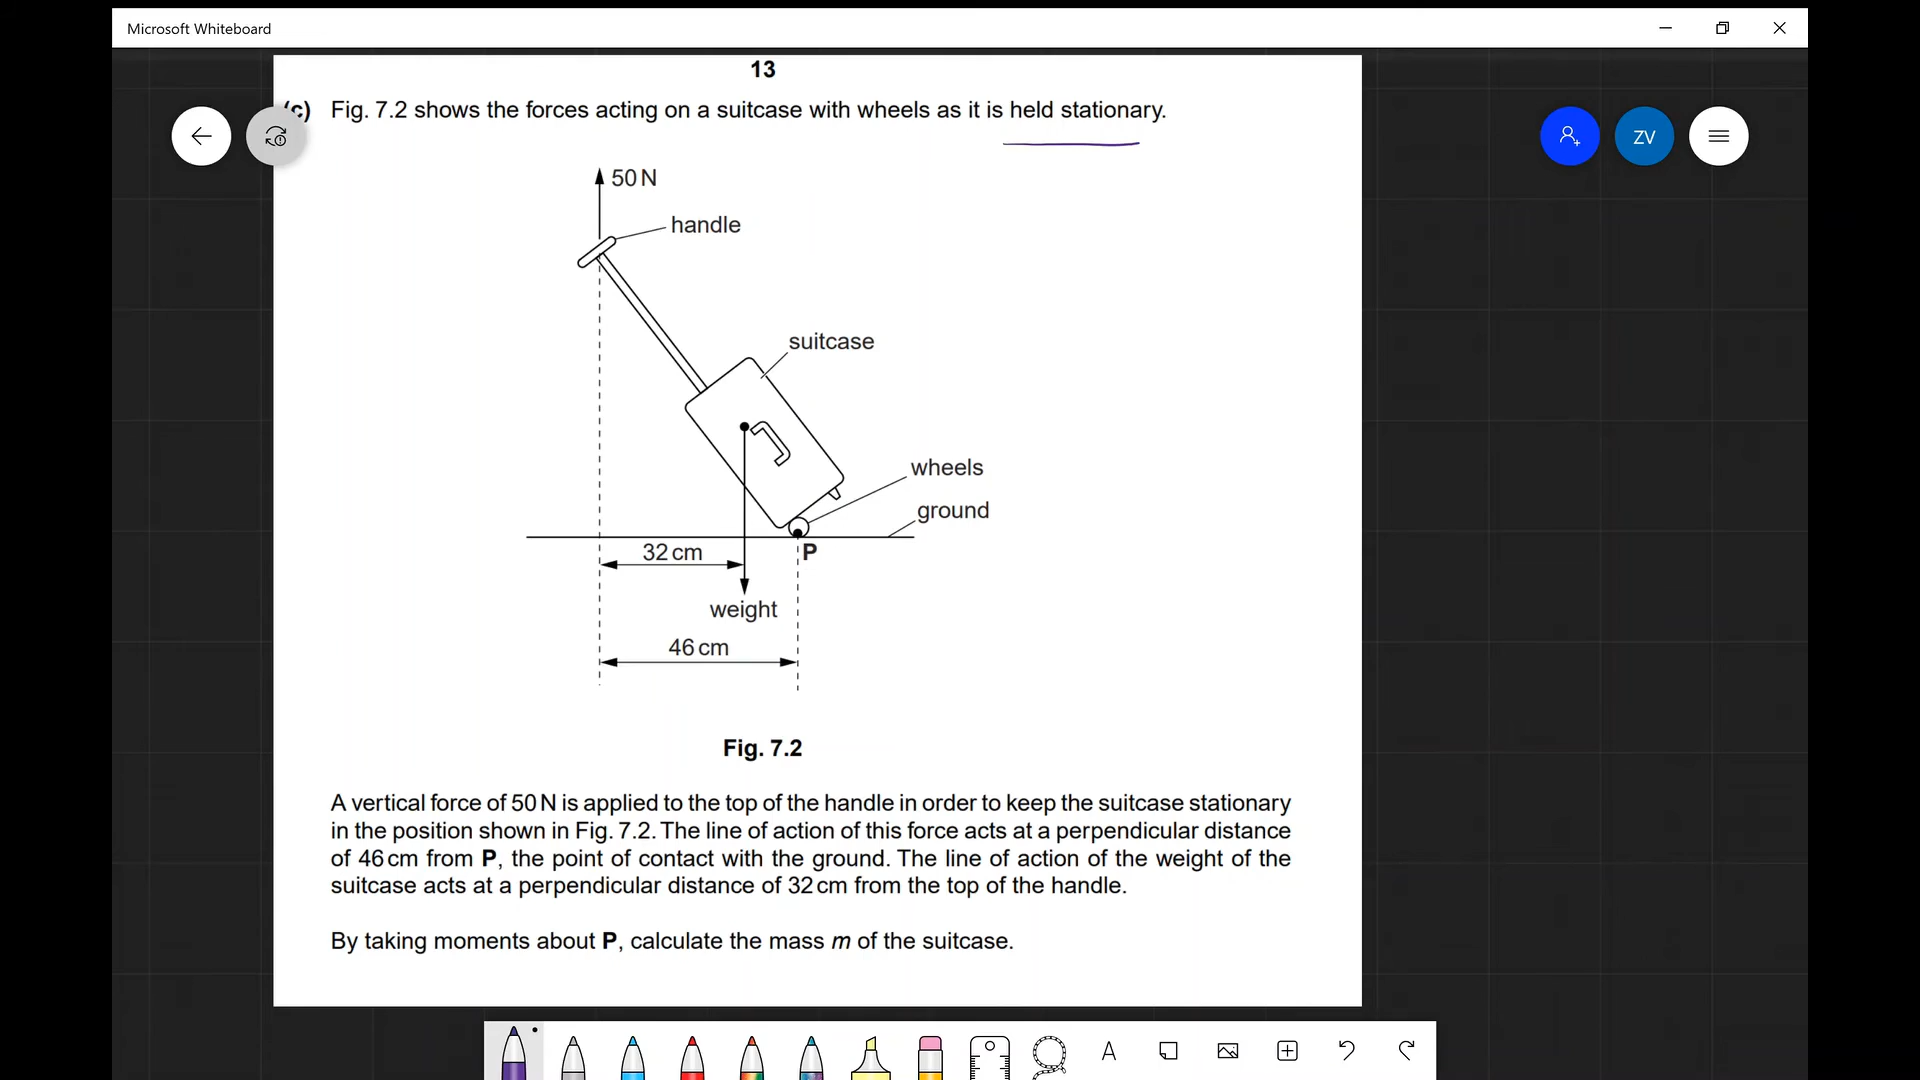 Microsoft Whiteboard
13
(c) Fig. 7.2 shows the forces acting on a suitcase with wheels as it is held stationary.
ZV
50 N
handle
suitcase
wheels
ground
32 cm
P
weight
46 cm
Fig. 7.2
A vertical force of 50 N is applied to the top of the handle in order to keep the suitcase stationary
in the position shown in Fig. 7.2. The line of action of this force acts at a perpendicular distance
of 46 cm from P, the point of contact with the ground. The line of action of the weight of the
suitcase acts at a perpendicular distance of 32 cm from the top of the handle.
By taking moments about P, calculate the mass m of the suitcase.
A